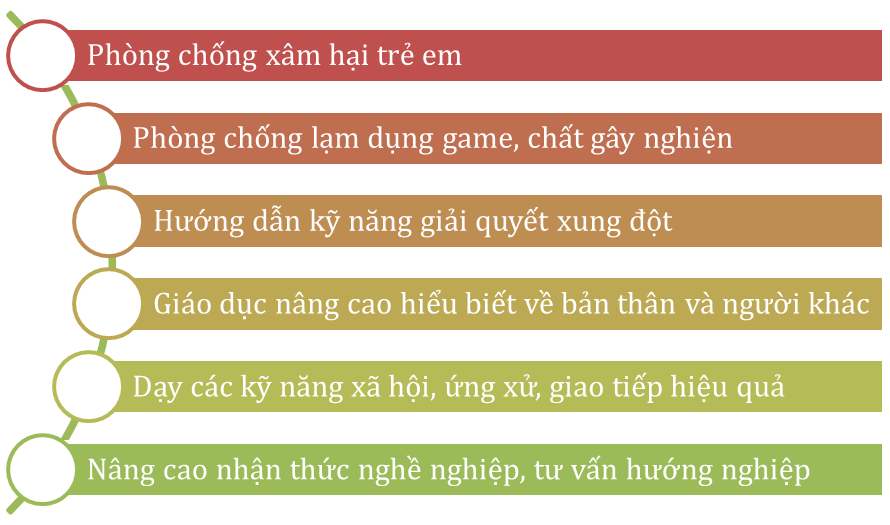 Phòng chống xâm hại trẻ em
Phòng chống lạm dụng game, chất gây nghiện
Hướng dẫn kỹ năng giải quyết xung đột
Giáo dục nâng cao hiểu biết về bản thân và người khác
Dạy các kỹ năng xã hội, ứng xử, giao tiếp hiệu quả
Nâng cao nhận thức nghề nghiệp, tư vấn hướng nghiệp